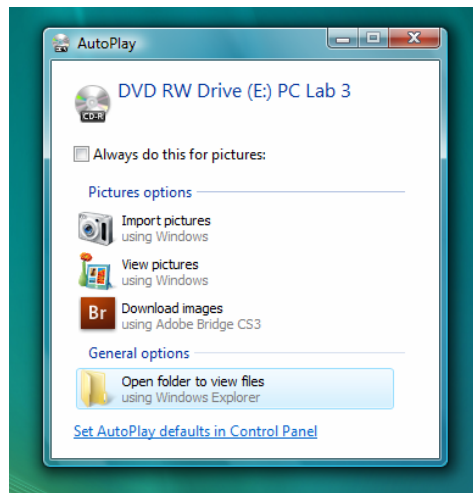 AutoPlay
DVD RW Drive (E:) PC Lab 3
CD-R
Always do this for pictures:
Pictures options
Import pictures
using Windows
View pictures
using Windows
Br
Download images
using Adobe Bridge CS3
General options
Open folder to view files
using Windows Explorer
Set AutoPlay defaults in Control Panel